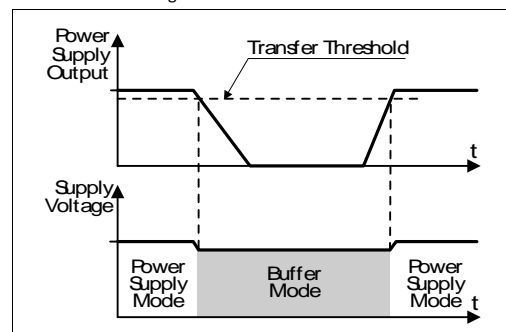 Power
Supply
Output
Transfer Threshold
t
Supply
Voltage
Power
Supply
Mode
Buffer
Mode
Power
Supply
Mode
t